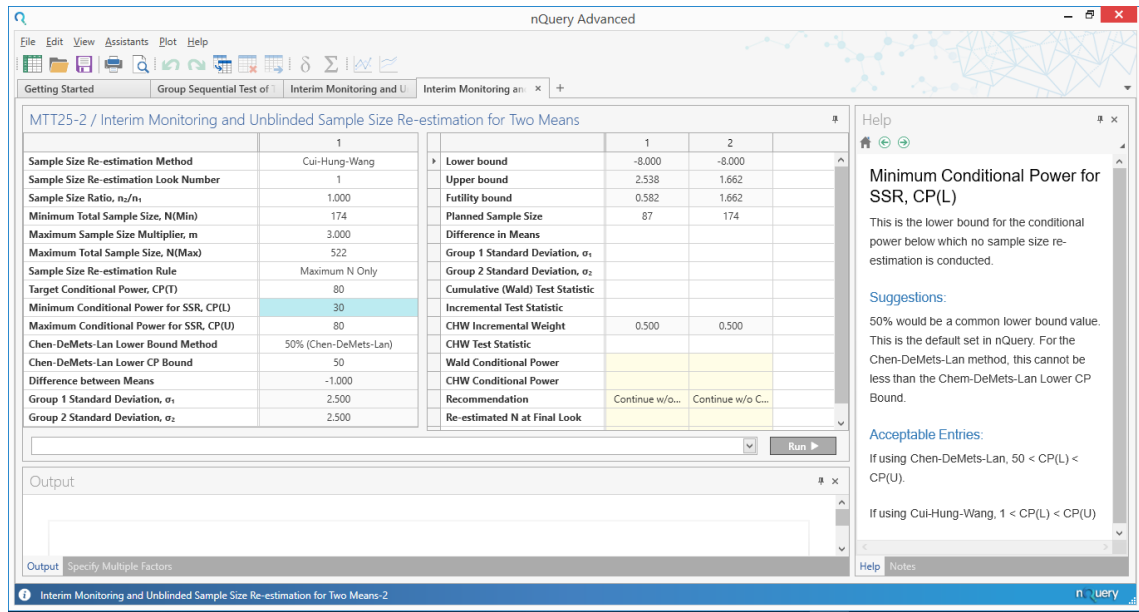 nQuery Advanced
File Edit View Assistants Plot Help
Getting Started
Group Sequential Test of
Interim Monitoring and U
Interim Monitoring an
MTT25-2 / Interim Monitoring and Unblinded Sample Size Re-estimation for Two Means
1
Sample Size Re-estimation Method Cui-Hung-Wang
Sample Size Re-estimation Look Number 1
Sample Size Ratio, n₂/n₁ 1.000
Minimum Total Sample Size, N(Min) 174
Maximum Sample Size Multiplier, m 3.000
Maximum Total Sample Size, N(Max) 522
Sample Size Re-estimation Rule Maximum N Only
Target Conditional Power, CP(T) 80
Minimum Conditional Power for SSR, CP(L) 30
Maximum Conditional Power for SSR, CP(U) 80
Chen-DeMets-Lan Lower Bound Method 50% (Chen-DeMets-Lan)
Chen-DeMets-Lan Lower CP Bound 50
Difference between Means -1.000
Group 1 Standard Deviation, σ₁ 2.500
Group 2 Standard Deviation, σ₂ 2.500
1 2
Lower bound -8.000 -8.000
Upper bound 2.538 1.662
Futility bound 0.582 1.662
Planned Sample Size 87 174
Difference in Means
Group 1 Standard Deviation, σ₁
Group 2 Standard Deviation, σ₂
Cumulative (Wald) Test Statistic
Incremental Test Statistic
CHW Incremental Weight 0.500 0.500
CHW Test Statistic
Wald Conditional Power
CHW Conditional Power
Recommendation Continue w/o... Continue w/o C...
Re-estimated N at Final Look
Run
Output
Output Specify Multiple Factors
Help
Minimum Conditional Power for
SSR, CP(L)
This is the lower bound for the conditional
power below which no sample size re-
estimation is conducted.
Suggestions:
50% would be a common lower bound value.
This is the default set in nQuery. For the
Chen-DeMets-Lan method, this cannot be
less than the Chem-DeMets-Lan Lower CP
Bound.
Acceptable Entries:
If using Chen-DeMets-Lan, 50 < CP(L) <
CP(U).
If using Cui-Hung-Wang, 1 < CP(L) < CP(U)
Help Notes
Interim Monitoring and Unblinded Sample Size Re-estimation for Two Means-2
nQuery